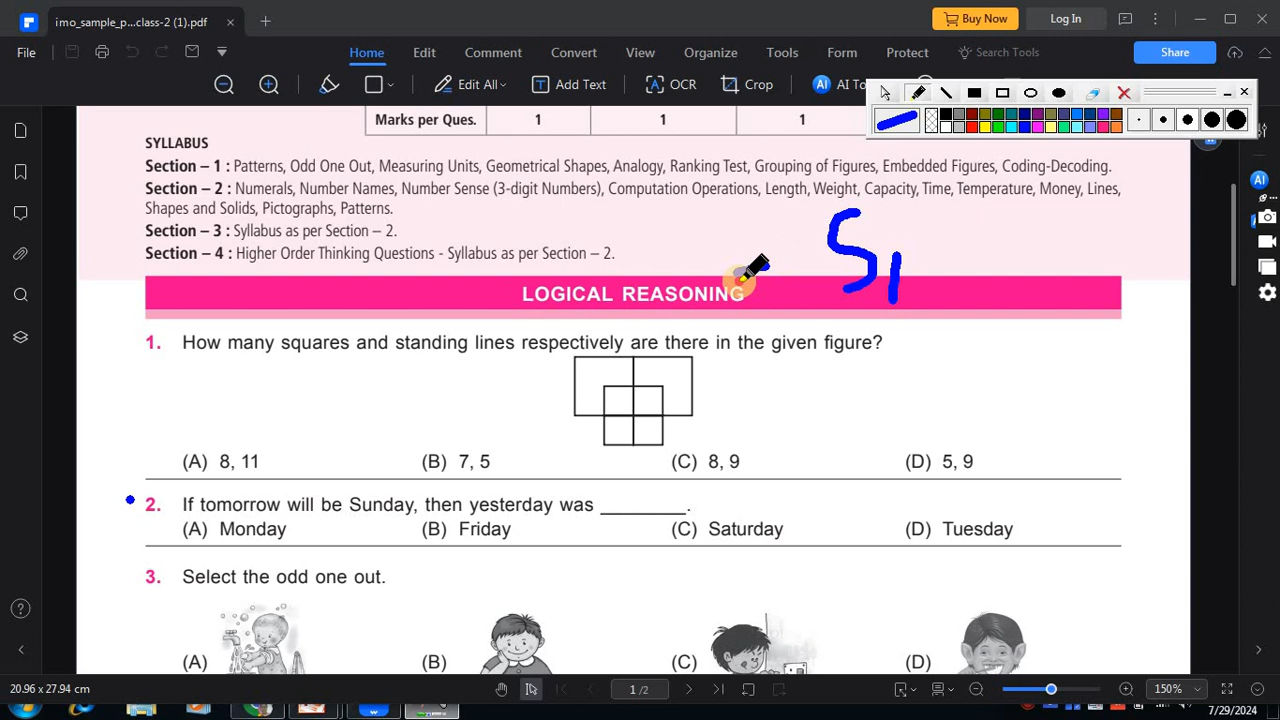 imo_sample_p...class-2 (1).pdf
Buy Now
Log In
File
Home
Edit
Comment
Convert
View
Organize
Tools
Form
Protect
Search Tools
Share
Edit All
Add Text
OCR
Crop
AI
Marks per Ques. 1 1 1
SYLLABUS
Section – 1 : Patterns, Odd One Out, Measuring Units, Geometrical Shapes, Analogy, Ranking Test, Grouping of Figures, Embedded Figures, Coding-Decoding.
Section – 2 : Numerals, Number Names, Number Sense (3-digit Numbers), Computation Operations, Length, Weight, Capacity, Time, Temperature, Money, Lines,
Shapes and Solids, Pictographs, Patterns.
Section – 3 : Syllabus as per Section – 2.
Section – 4 : Higher Order Thinking Questions - Syllabus as per Section – 2.
LOGICAL REASONING
1. How many squares and standing lines respectively are there in the given figure?
(A) 8, 11 (B) 7, 5 (C) 8, 9 (D) 5, 9
2. If tomorrow will be Sunday, then yesterday was ________.
(A) Monday (B) Friday (C) Saturday (D) Tuesday
3. Select the odd one out.
(A) (B) (C) (D)
20.96 x 27.94 cm
1 /2
150%
7/29/2024